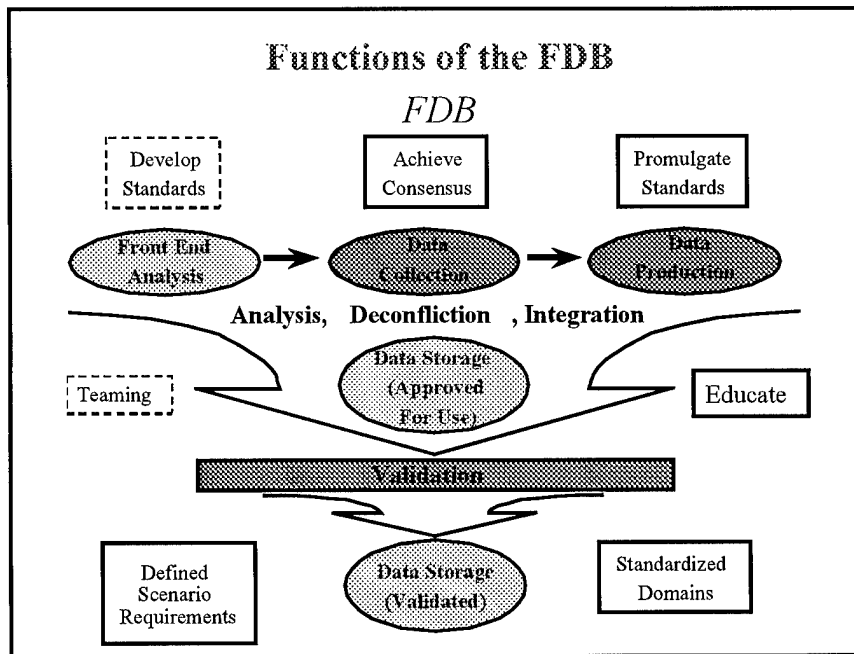 Functions of the FDB
FDB
Develop
Standards
Achieve
Consensus
Promulgate
Standards
Front End
Analysis
Data
Collection
Data
Production
Analysis, Deconfliction , Integration
Data Storage
(Approved
For Use)
Teaming
Educate
Validation
Defined
Scenario
Requirements
Data Storage
(Validated)
Standardized
Domains